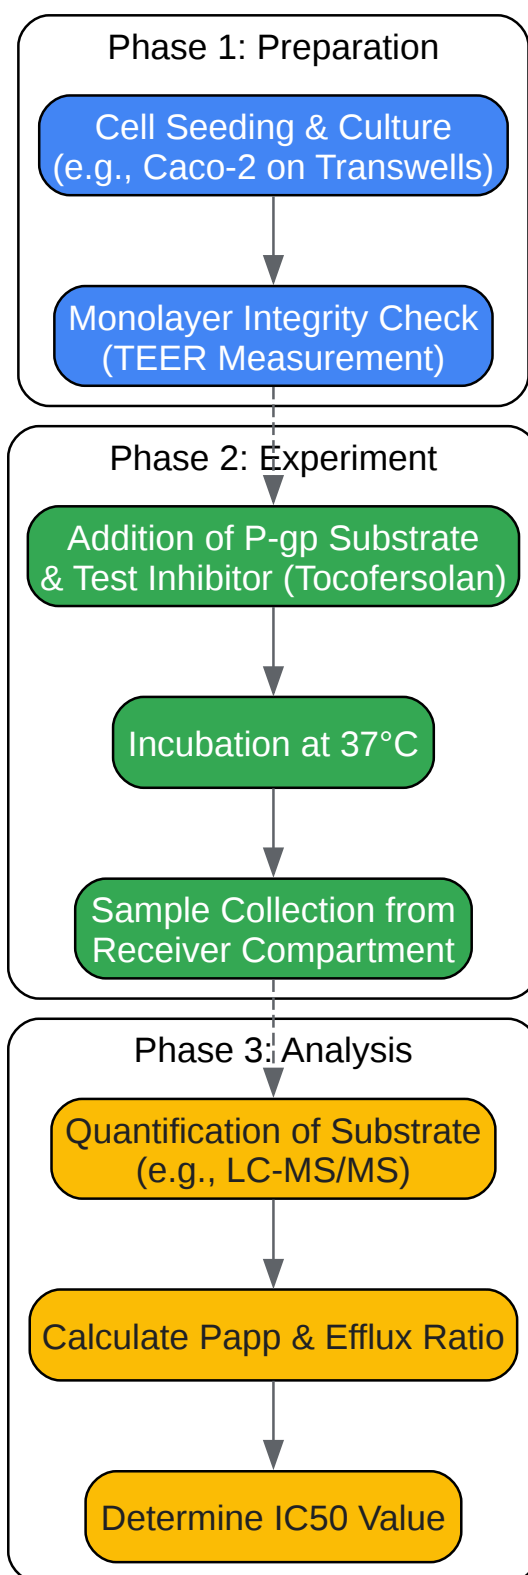 Phase 1: Preparation
Cell Seeding & Culture
(e.g., Caco-2 on Transwells)
Monolayer Integrity Check
(TEER Measurement)
Phase 2: Experiment
Addition of P-gp Substrate
& Test Inhibitor (Tocofersolan)
Incubation at 37°C
Sample Collection from
Receiver Compartment
Phase 3: Analysis
Quantification of Substrate
(e.g., LC-MS/MS)
Calculate Papp & Efflux Ratio
Determine IC50 Value